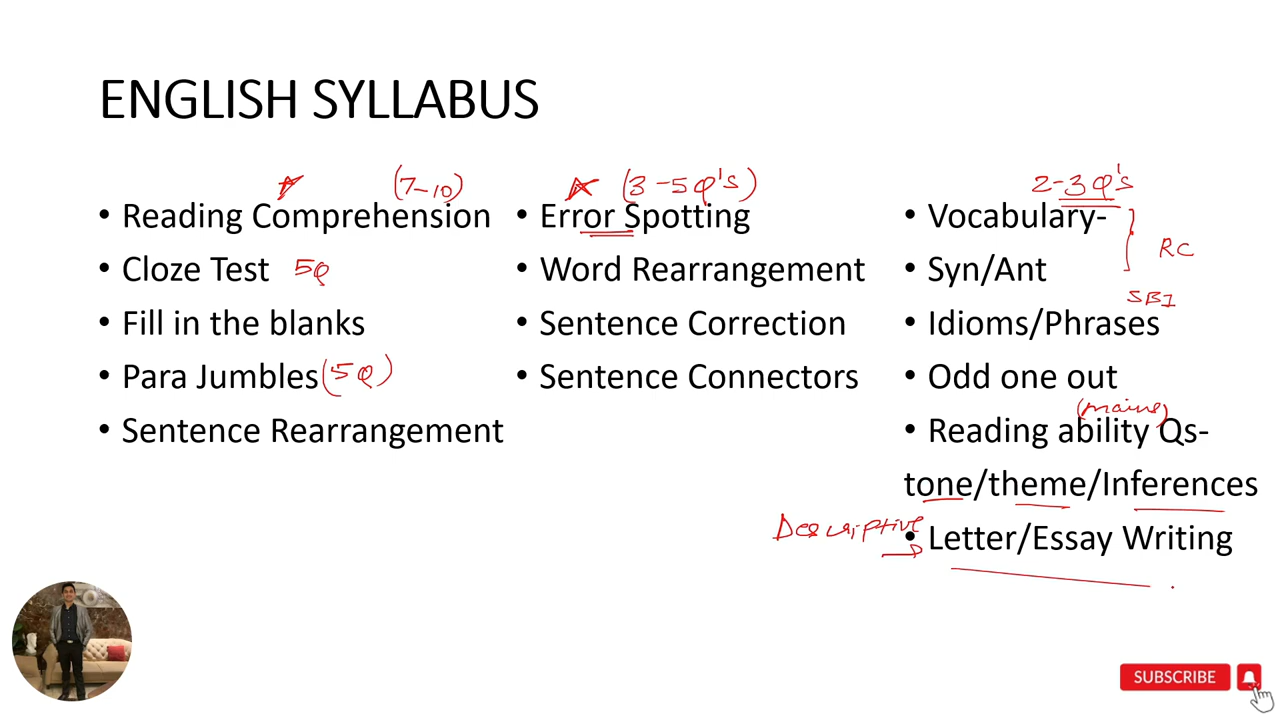 ENGLISH SYLLABUS
(7-10)
• Reading Comprehension
• Cloze Test 5Q
• Fill in the blanks
• Para Jumbles (5Q)
• Sentence Rearrangement
(3-5Q's)
• Error Spotting
• Word Rearrangement
• Sentence Correction
• Sentence Connectors
2-3Q's
• Vocabulary-
• Syn/Ant
RC
SBI
• Idioms/Phrases
• Odd one out
(mains)
• Reading ability Qs-
tone/theme/Inferences
Descriptive
• Letter/Essay Writing
SUBSCRIBE